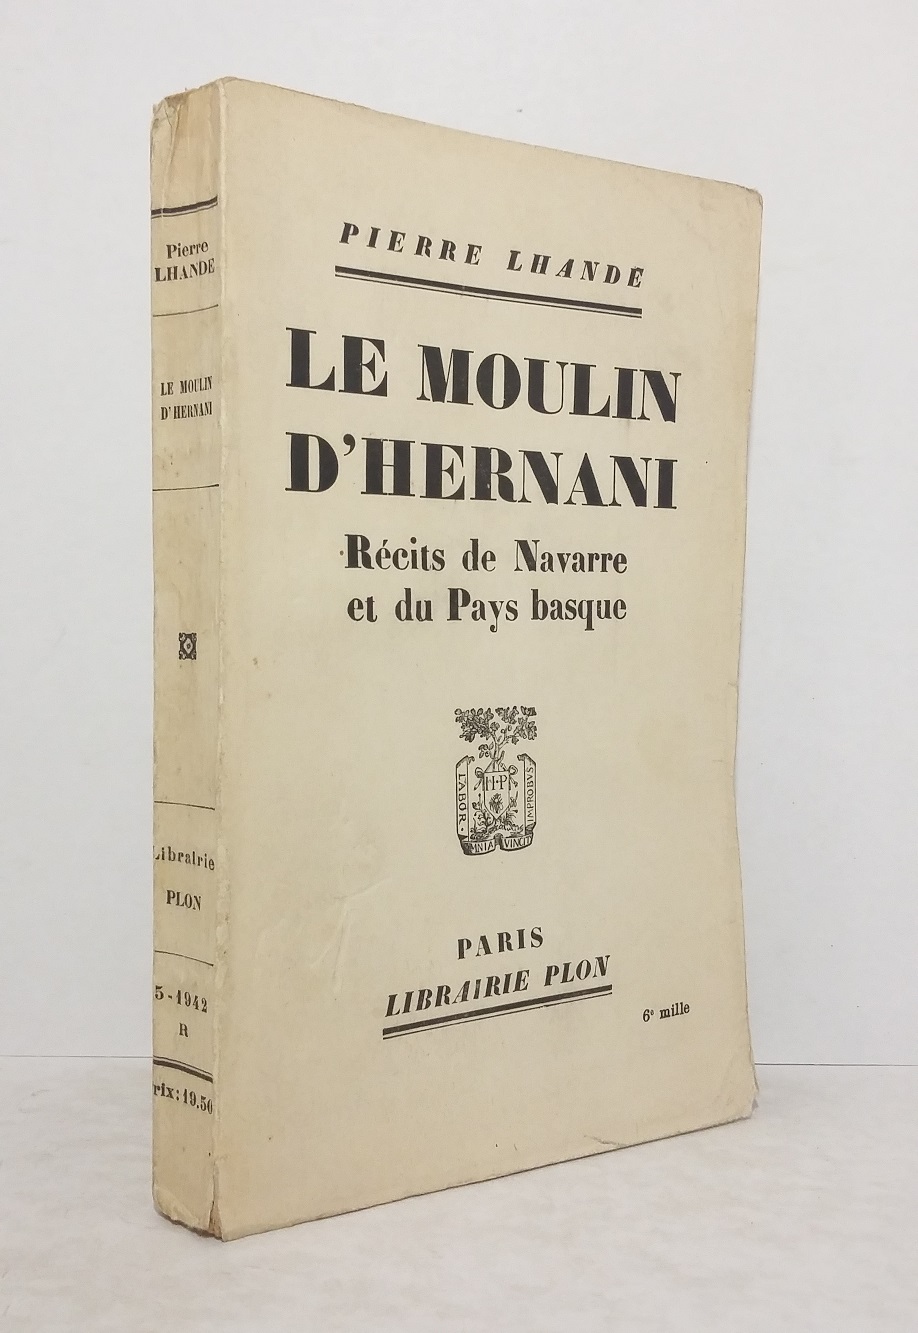 Pierre
LHANDE
LE MOULIN
D'HERNANI
Librairie
PLON
5-1942
R
rix: 19.50
PIERRE LHANDE
LE MOULIN
D'HERNANI
Récits de Navarre
et du Pays basque
H·P
LABOR·
IMPROBVS·
OMNIA VINCIT
PARIS
LIBRAIRIE PLON
6e mille